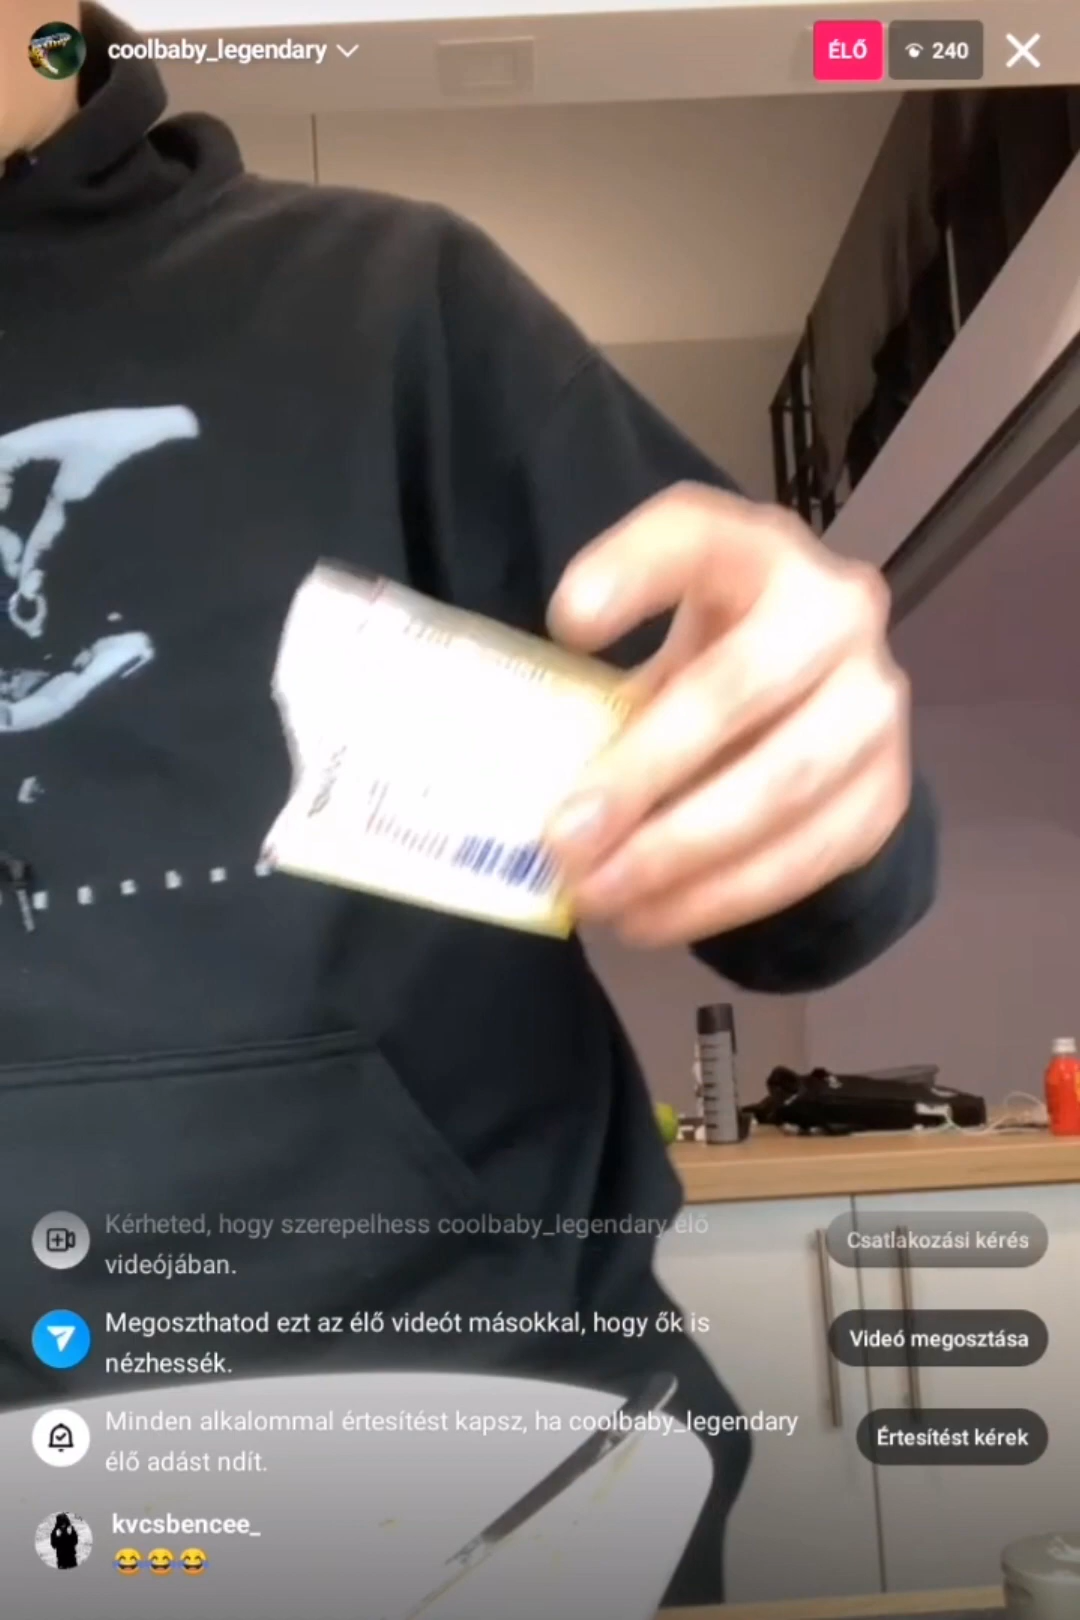 coolbaby_legendary
ÉLŐ
240
Kérheted, hogy szerepelhess coolbaby_legendary élő
videójában.
Csatlakozási kérés
Megoszthatod ezt az élő videót másokkal, hogy ők is
nézhessék.
Videó megosztása
Minden alkalommal értesítést kapsz, ha coolbaby_legendary
élő adást ndít.
Értesítést kérek
kvcsbencee_
😂😂😂